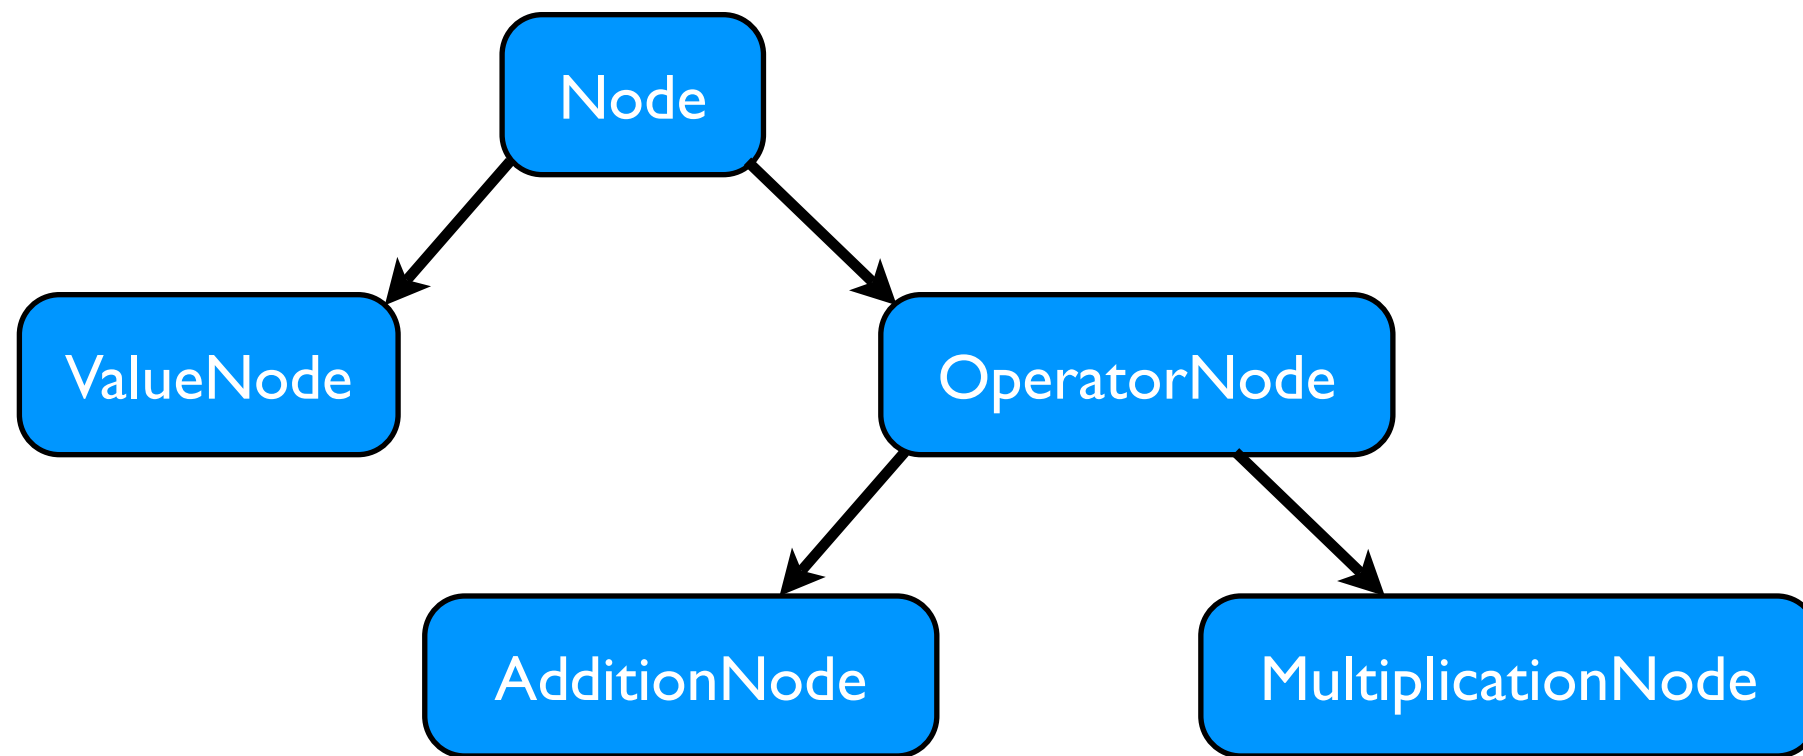 Node
ValueNode
OperatorNode
AdditionNode
MultiplicationNode